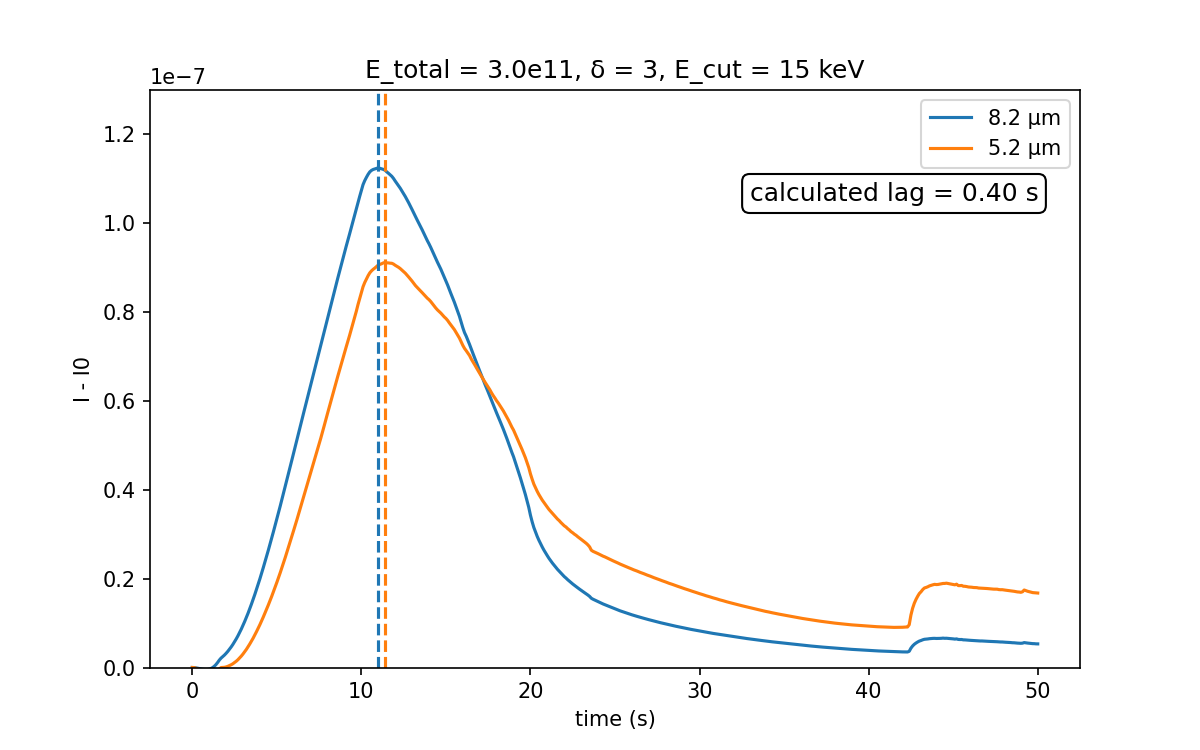 E_total = 3.0e11, δ = 3, E_cut = 15 keV
1e−7
8.2 μm
5.2 μm
calculated lag = 0.40 s
1.2
1.0
0.8
0.6
0.4
0.2
0.0
I - I0
0 10 20 30 40 50
time (s)